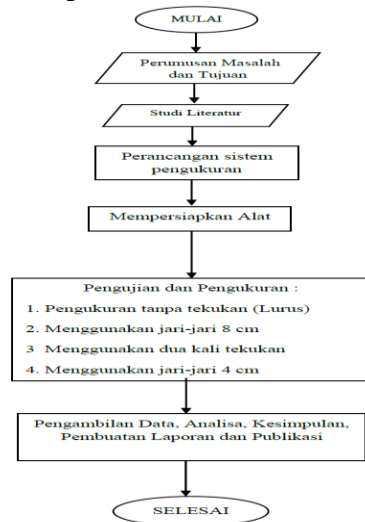 MULAI
Perumusan Masalah
dan Tujuan
Studi Literatur
Perancangan sistem
pengukuran
Mempersiapkan Alat
Pengujian dan Pengukuran :
1. Pengukuran tanpa tekukan (Lurus)
2. Menggunakan jari-jari 8 cm
3 Menggunakan dua kali tekukan
4. Menggunakan jari-jari 4 cm
Pengambilan Data, Analisa, Kesimpulan,
Pembuatan Laporan dan Publikasi
SELESAI